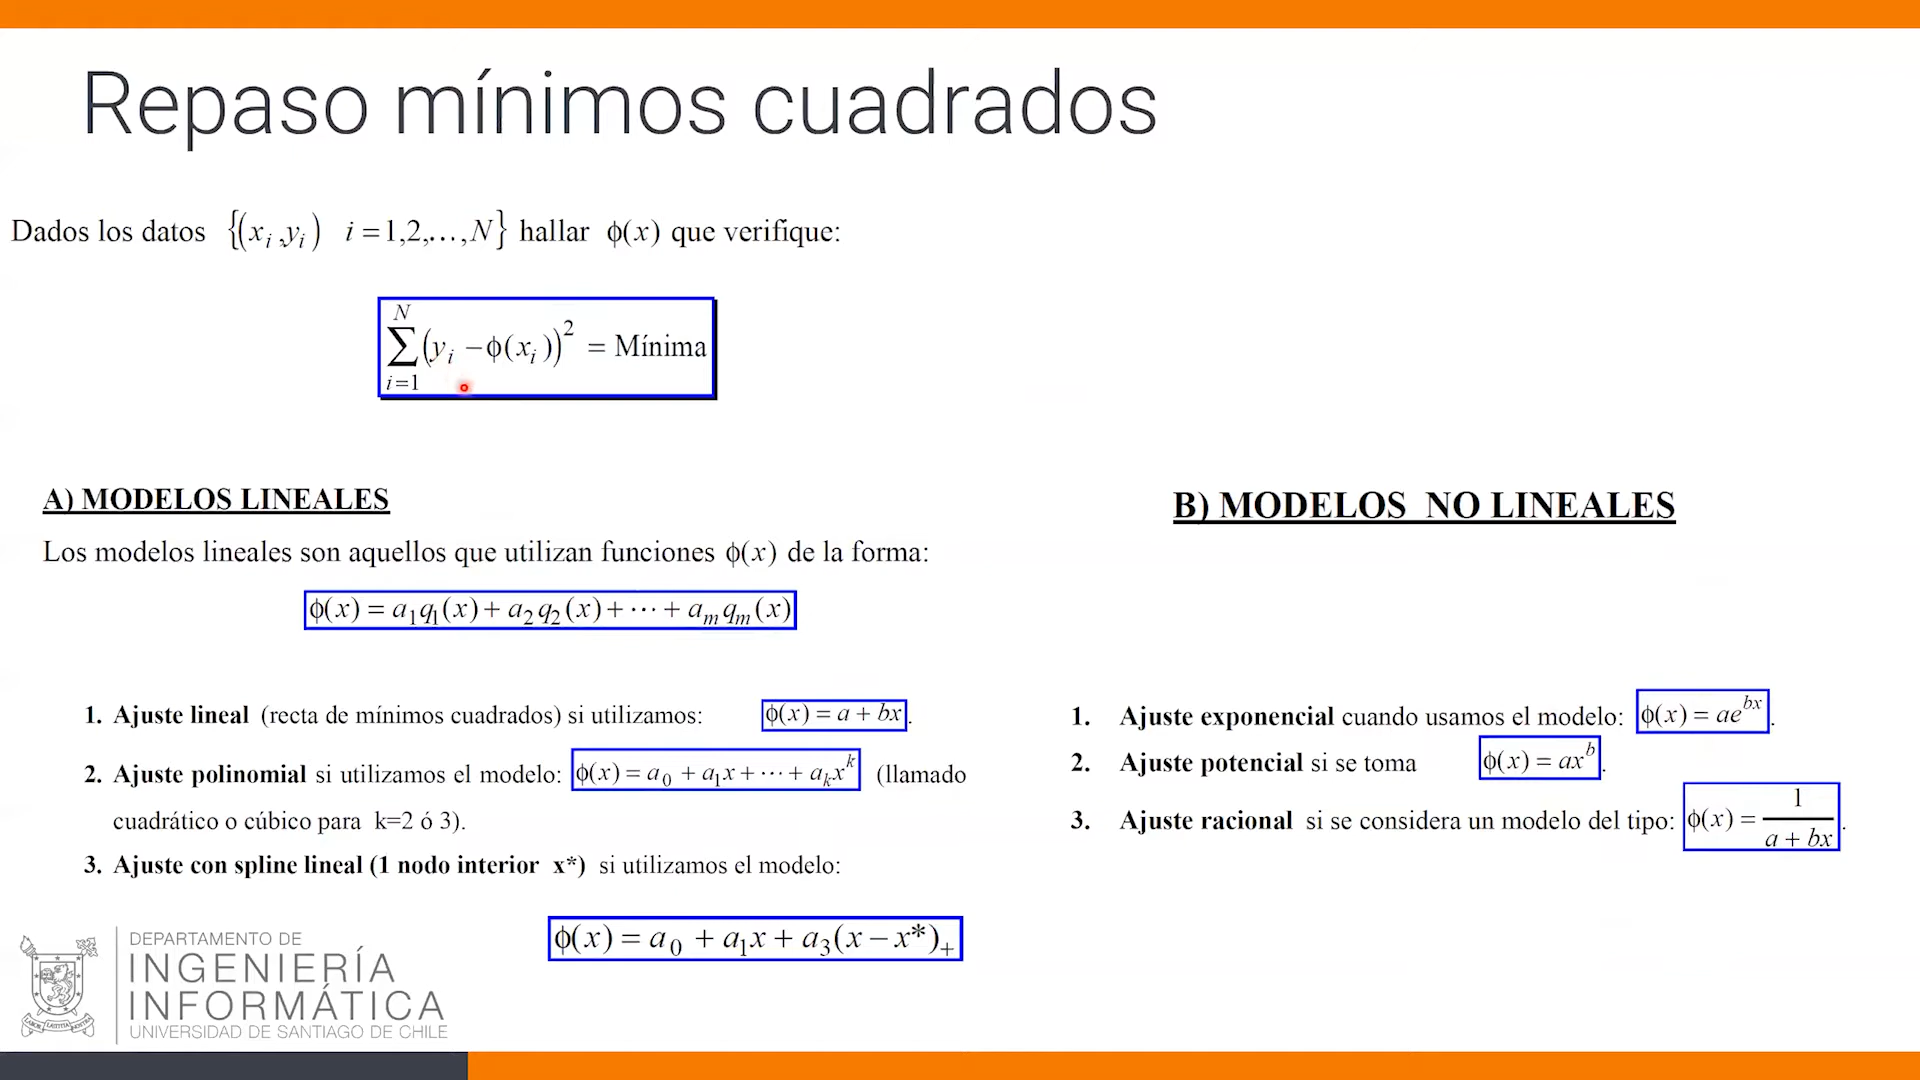 Repaso mínimos cuadrados
Dados los datos {(xᵢ,yᵢ) i=1,2,...,N} hallar ϕ(x) que verifique:
∑_{i=1}^{N} (yᵢ − ϕ(xᵢ))² = Mínima
A) MODELOS LINEALES
Los modelos lineales son aquellos que utilizan funciones ϕ(x) de la forma:
ϕ(x) = a₁q₁(x) + a₂q₂(x) + ⋯ + aₘqₘ(x)
1. Ajuste lineal (recta de mínimos cuadrados) si utilizamos: ϕ(x) = a + bx.
2. Ajuste polinomial si utilizamos el modelo: ϕ(x) = a₀ + a₁x + ⋯ + aₖxᵏ (llamado
cuadrático o cúbico para k=2 ó 3).
3. Ajuste con spline lineal (1 nodo interior x*) si utilizamos el modelo:
ϕ(x) = a₀ + a₁x + a₃(x − x*)₊
B) MODELOS NO LINEALES
1. Ajuste exponencial cuando usamos el modelo: ϕ(x) = ae^{bx}.
2. Ajuste potencial si se toma ϕ(x) = ax^b.
3. Ajuste racional si se considera un modelo del tipo: ϕ(x) = 1/(a + bx).
DEPARTAMENTO DE
INGENIERÍA
INFORMÁTICA
UNIVERSIDAD DE SANTIAGO DE CHILE
LABOR LAETITIA NOSTRA